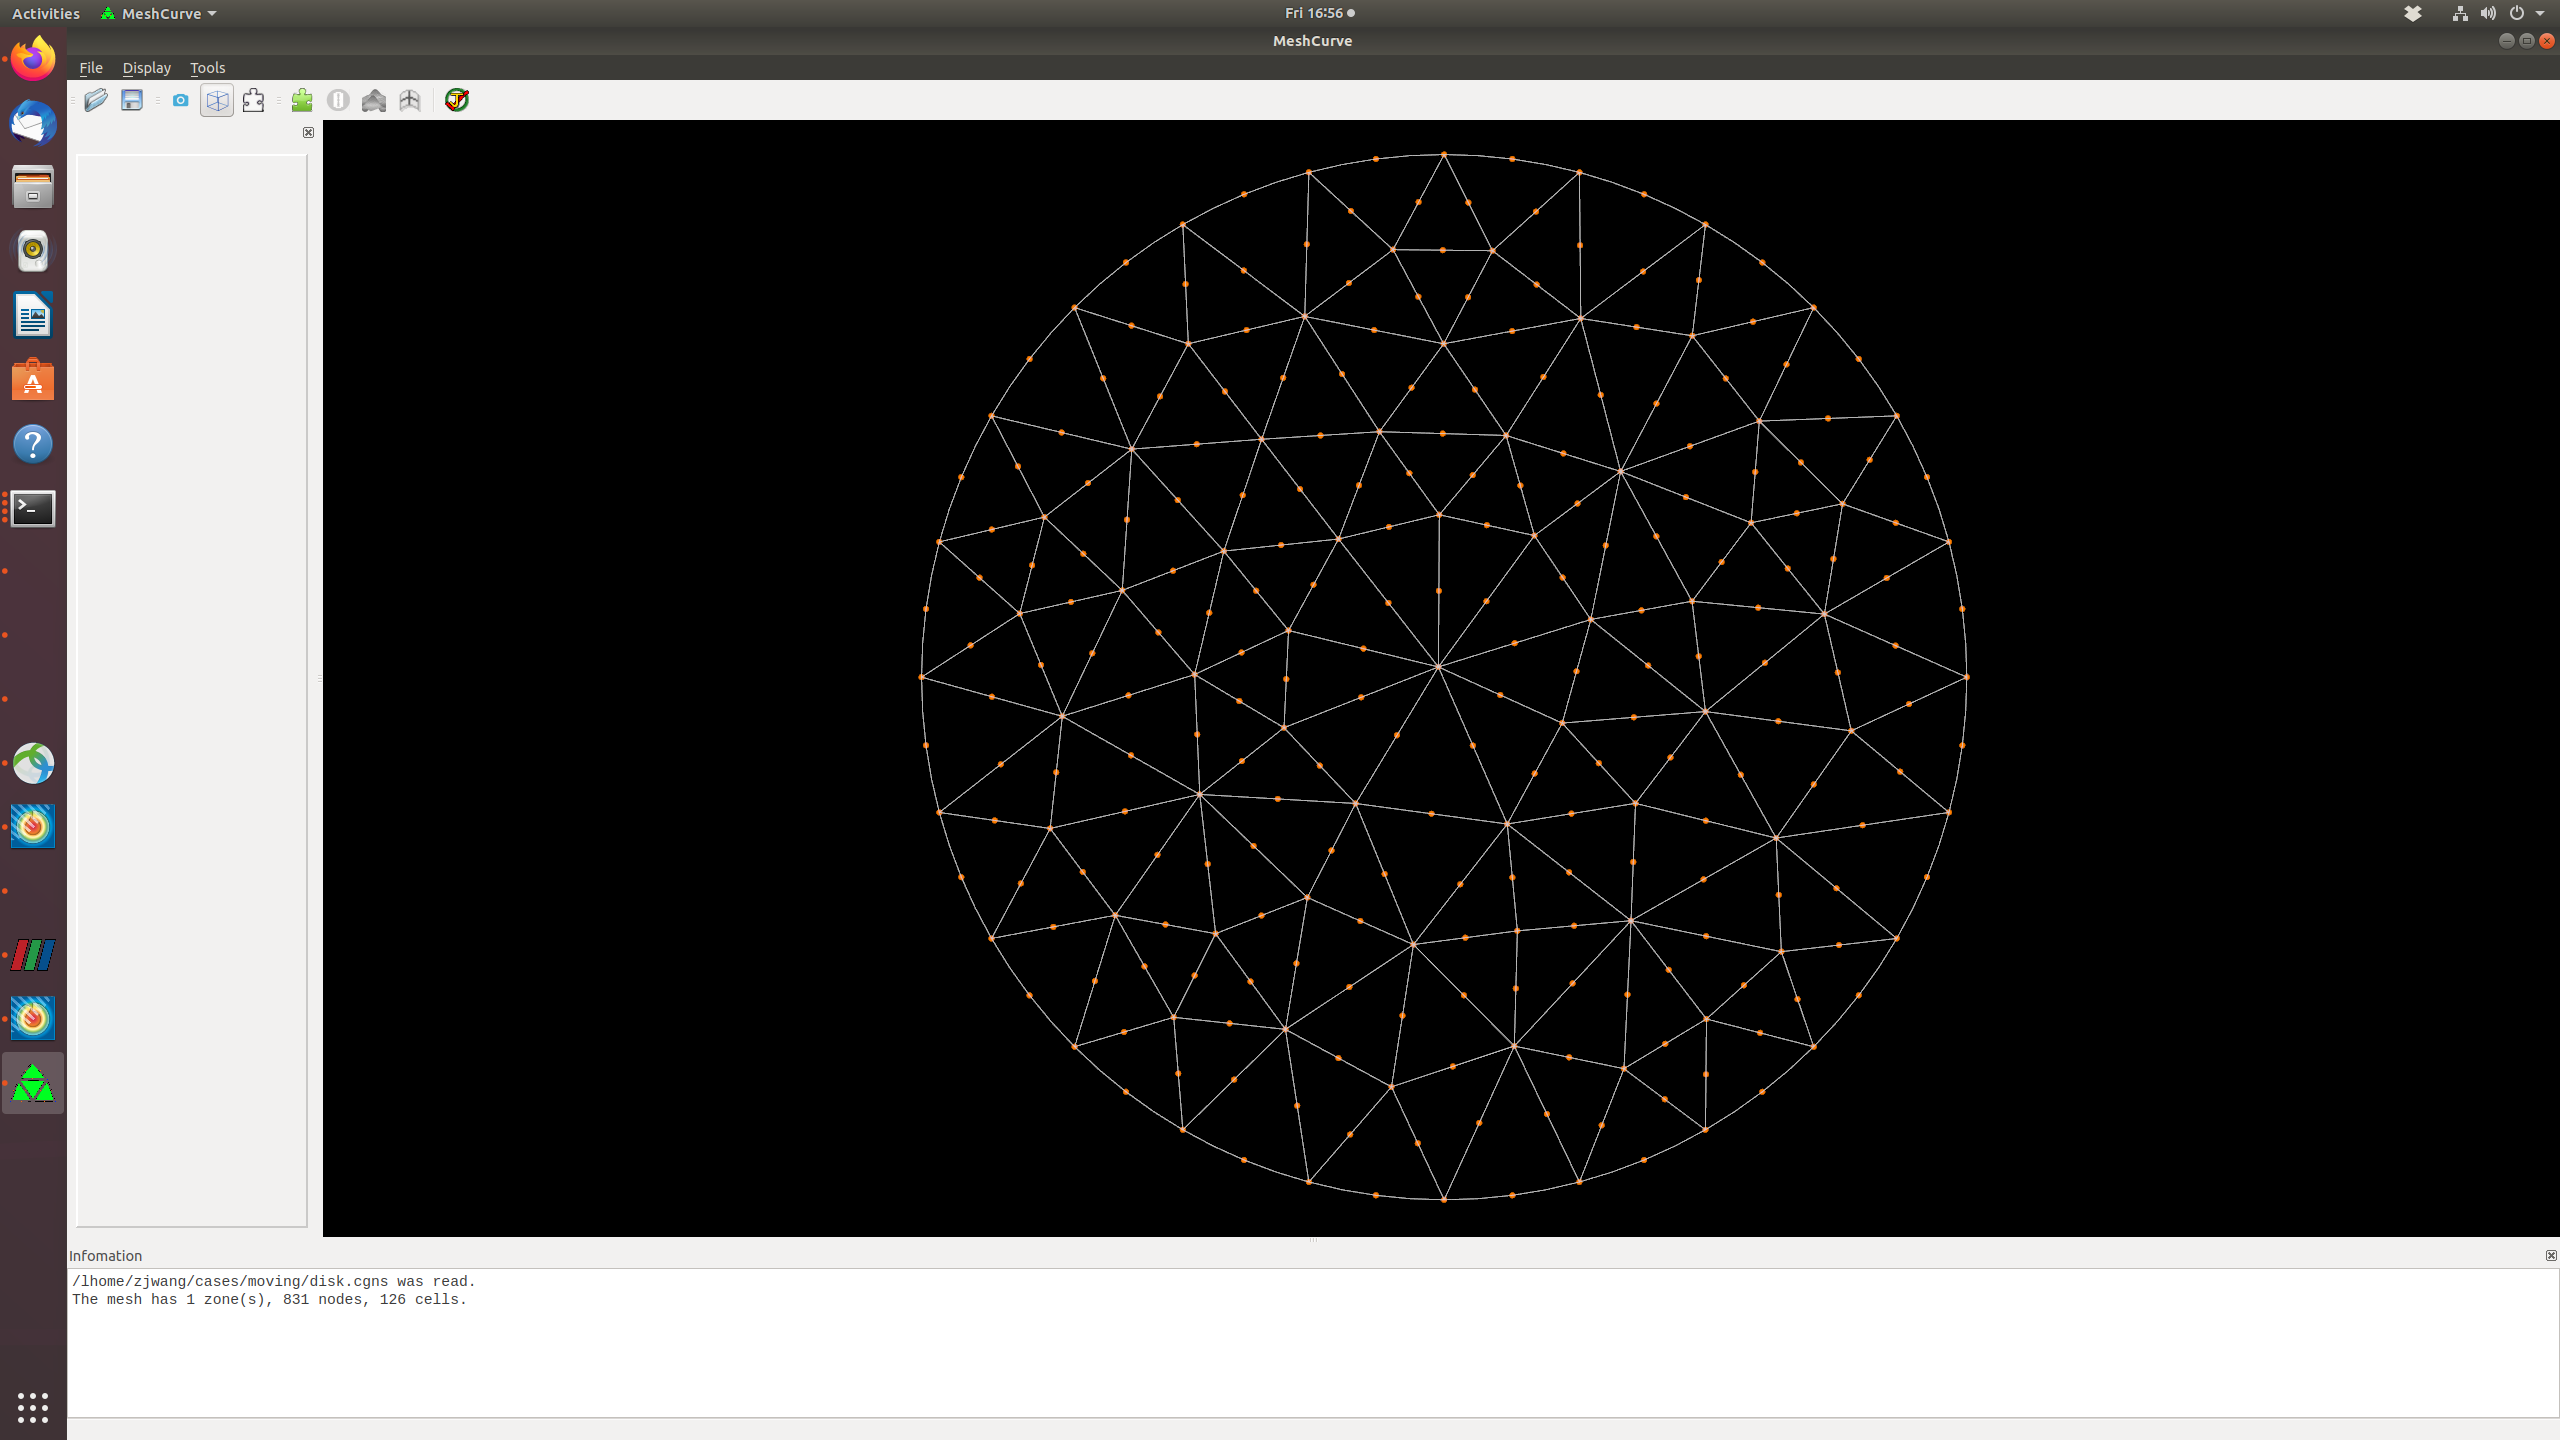 Activities MeshCurve Fri 16:56
MeshCurve
File Display Tools
Infomation
/lhome/zjwang/cases/moving/disk.cgns was read.
The mesh has 1 zone(s), 831 nodes, 126 cells.